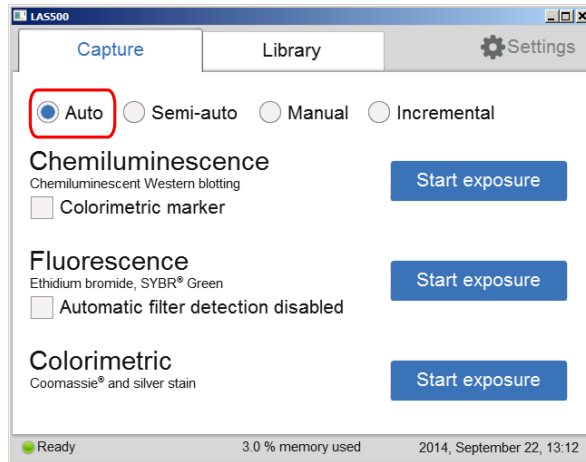 LAS500
Capture Library Settings
Auto Semi-auto Manual Incremental
Chemiluminescence
Chemiluminescent Western blotting
Start exposure
Colorimetric marker
Fluorescence
Ethidium bromide, SYBR® Green
Start exposure
Automatic filter detection disabled
Colorimetric
Coomassie® and silver stain
Start exposure
Ready 3.0 % memory used 2014, September 22, 13:12